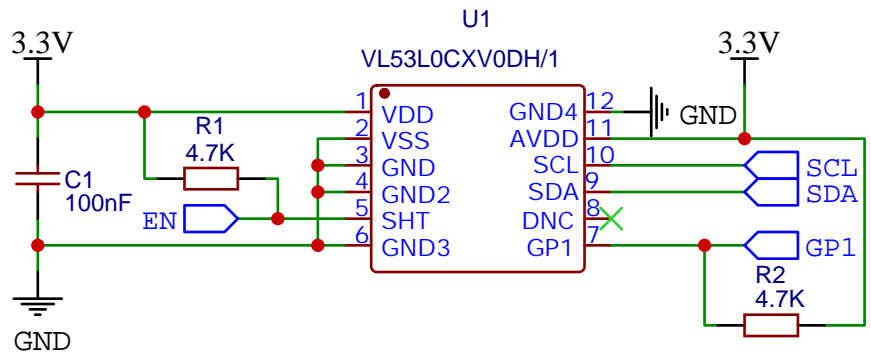 U1
3.3V
VL53L0CXV0DH/1
3.3V
1 VDD
GND4 12
GND
R1
4.7K
2 VSS
AVDD 11
3 GND
SCL 10
SCL
C1
100nF
4 GND2
SDA 9
SDA
EN
5 SHT
DNC 8
6 GND3
GP1 7
GP1
R2
4.7K
GND